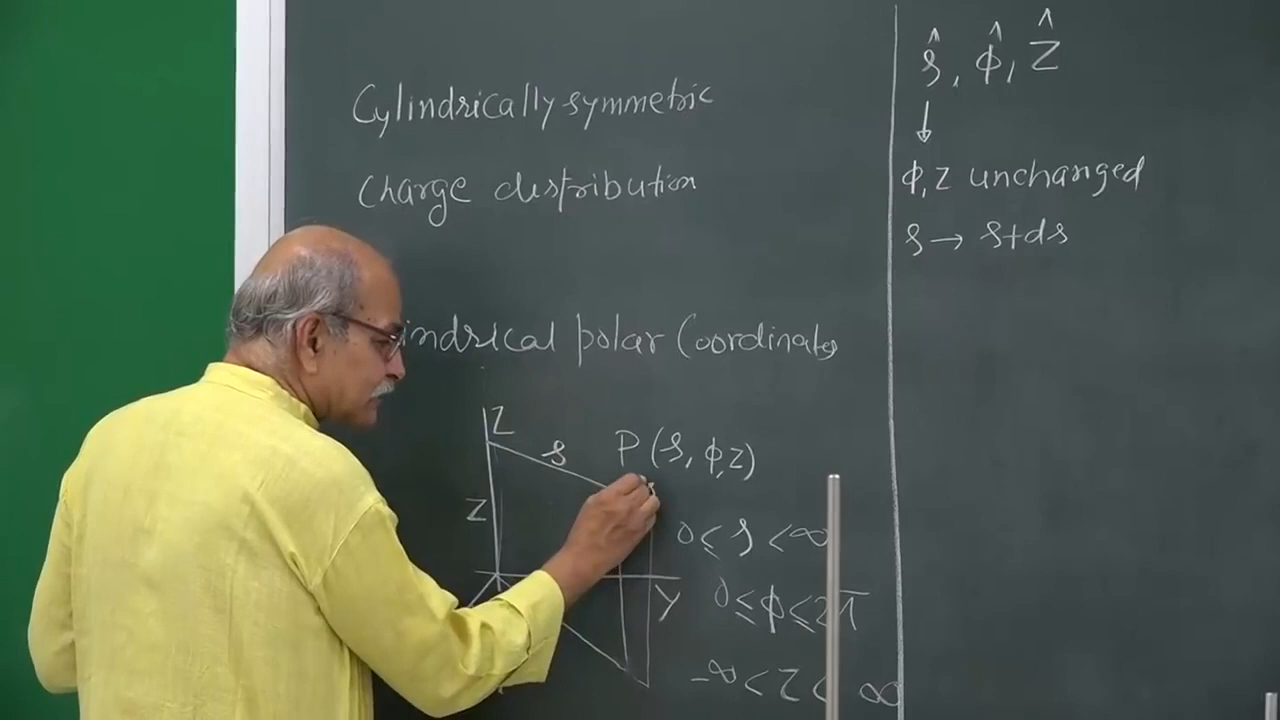 Cylindrically symmetric
Charge distribution
indrical polar Coordinates
Z
s
P (s, ϕ, z)
Z
0 ≤ s < ∞
Y
0 ≤ ϕ ≤ 2π
-∞ < Z < ∞
ŝ, ϕ̂, Ẑ
↓
ϕ, Z unchanged
s → s+ds